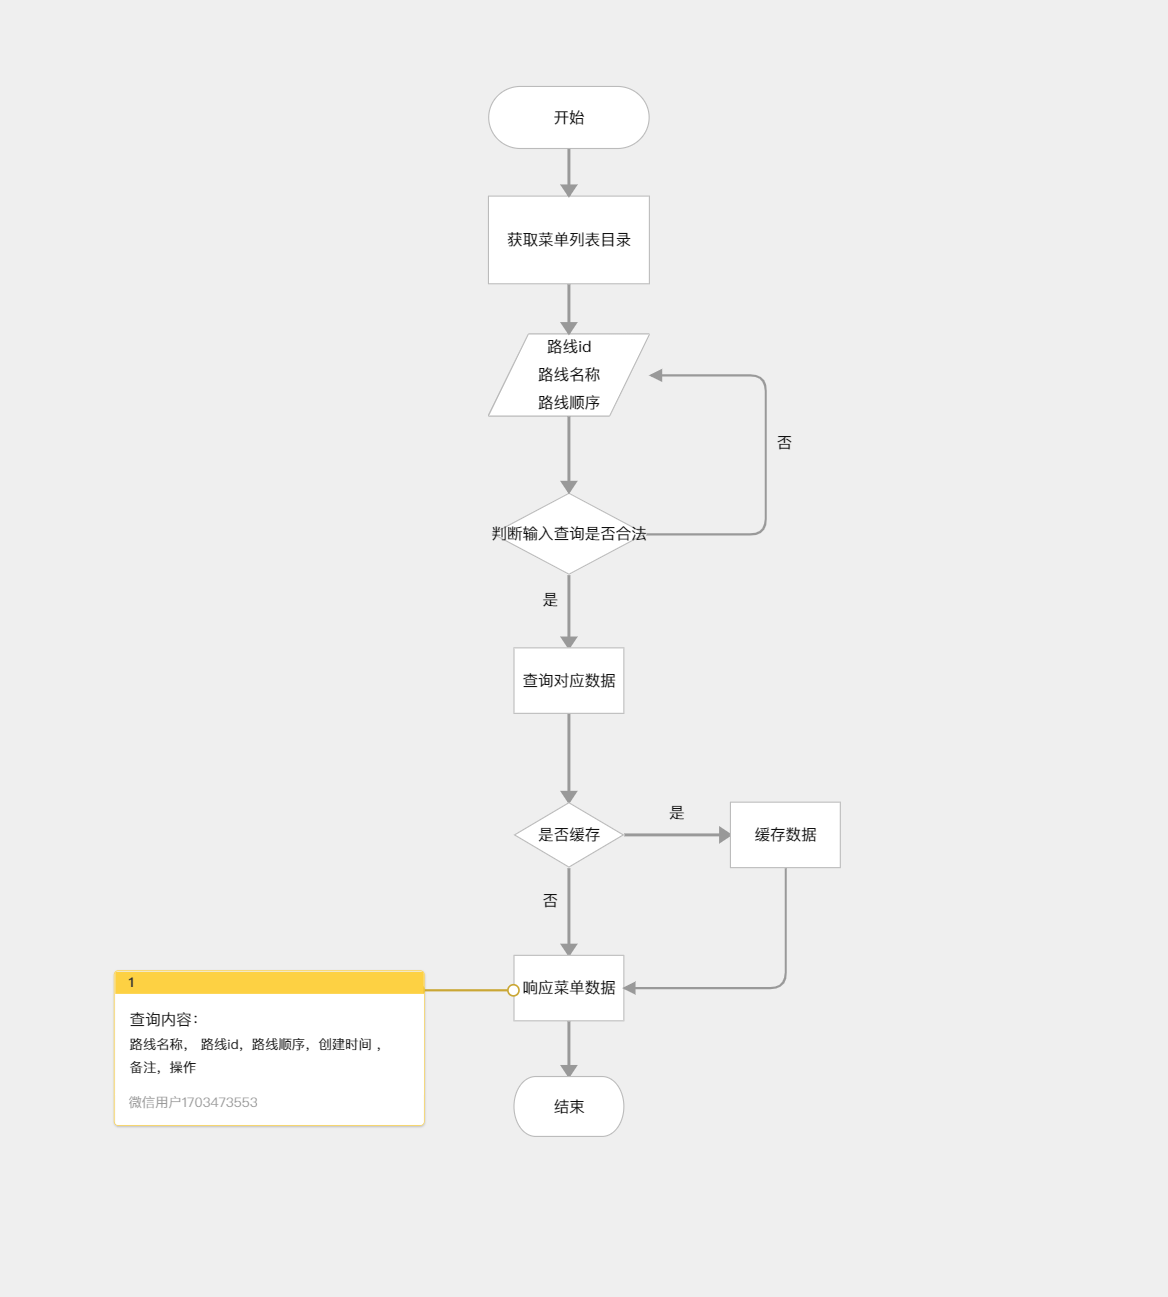 开始
获取菜单列表目录
路线id
路线名称
路线顺序
否
判断输入查询是否合法
是
查询对应数据
是
是否缓存
缓存数据
否
响应菜单数据
1
查询内容：
路线名称， 路线id，路线顺序，创建时间 ，
备注，操作
微信用户1703473553
结束